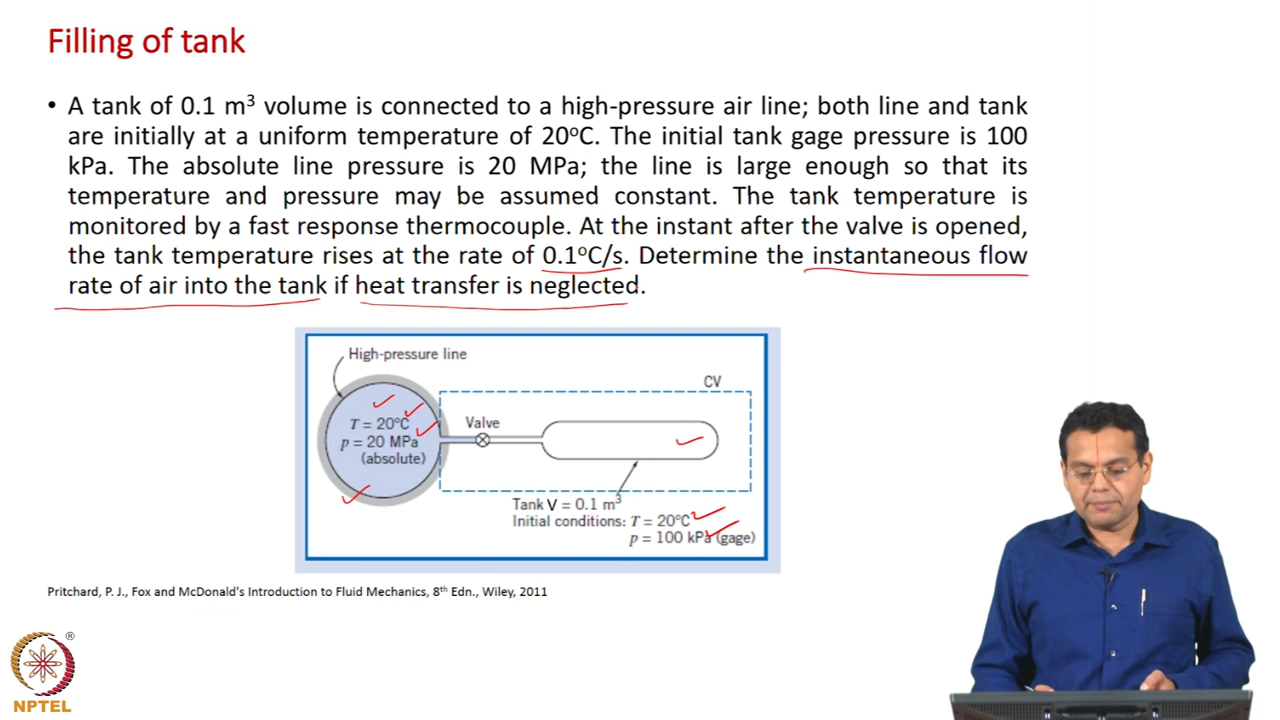 Filling of tank
• A tank of 0.1 m³ volume is connected to a high-pressure air line; both line and tank
are initially at a uniform temperature of 20°C. The initial tank gage pressure is 100
kPa. The absolute line pressure is 20 MPa; the line is large enough so that its
temperature and pressure may be assumed constant. The tank temperature is
monitored by a fast response thermocouple. At the instant after the valve is opened,
the tank temperature rises at the rate of 0.1°C/s. Determine the instantaneous flow
rate of air into the tank if heat transfer is neglected.
High-pressure line
CV
T = 20°C
p = 20 MPa
(absolute)
Valve
Tank V = 0.1 m³
Initial conditions: T = 20°C
p = 100 kPa (gage)
Pritchard, P. J., Fox and McDonald's Introduction to Fluid Mechanics, 8th Edn., Wiley, 2011
®
NPTEL